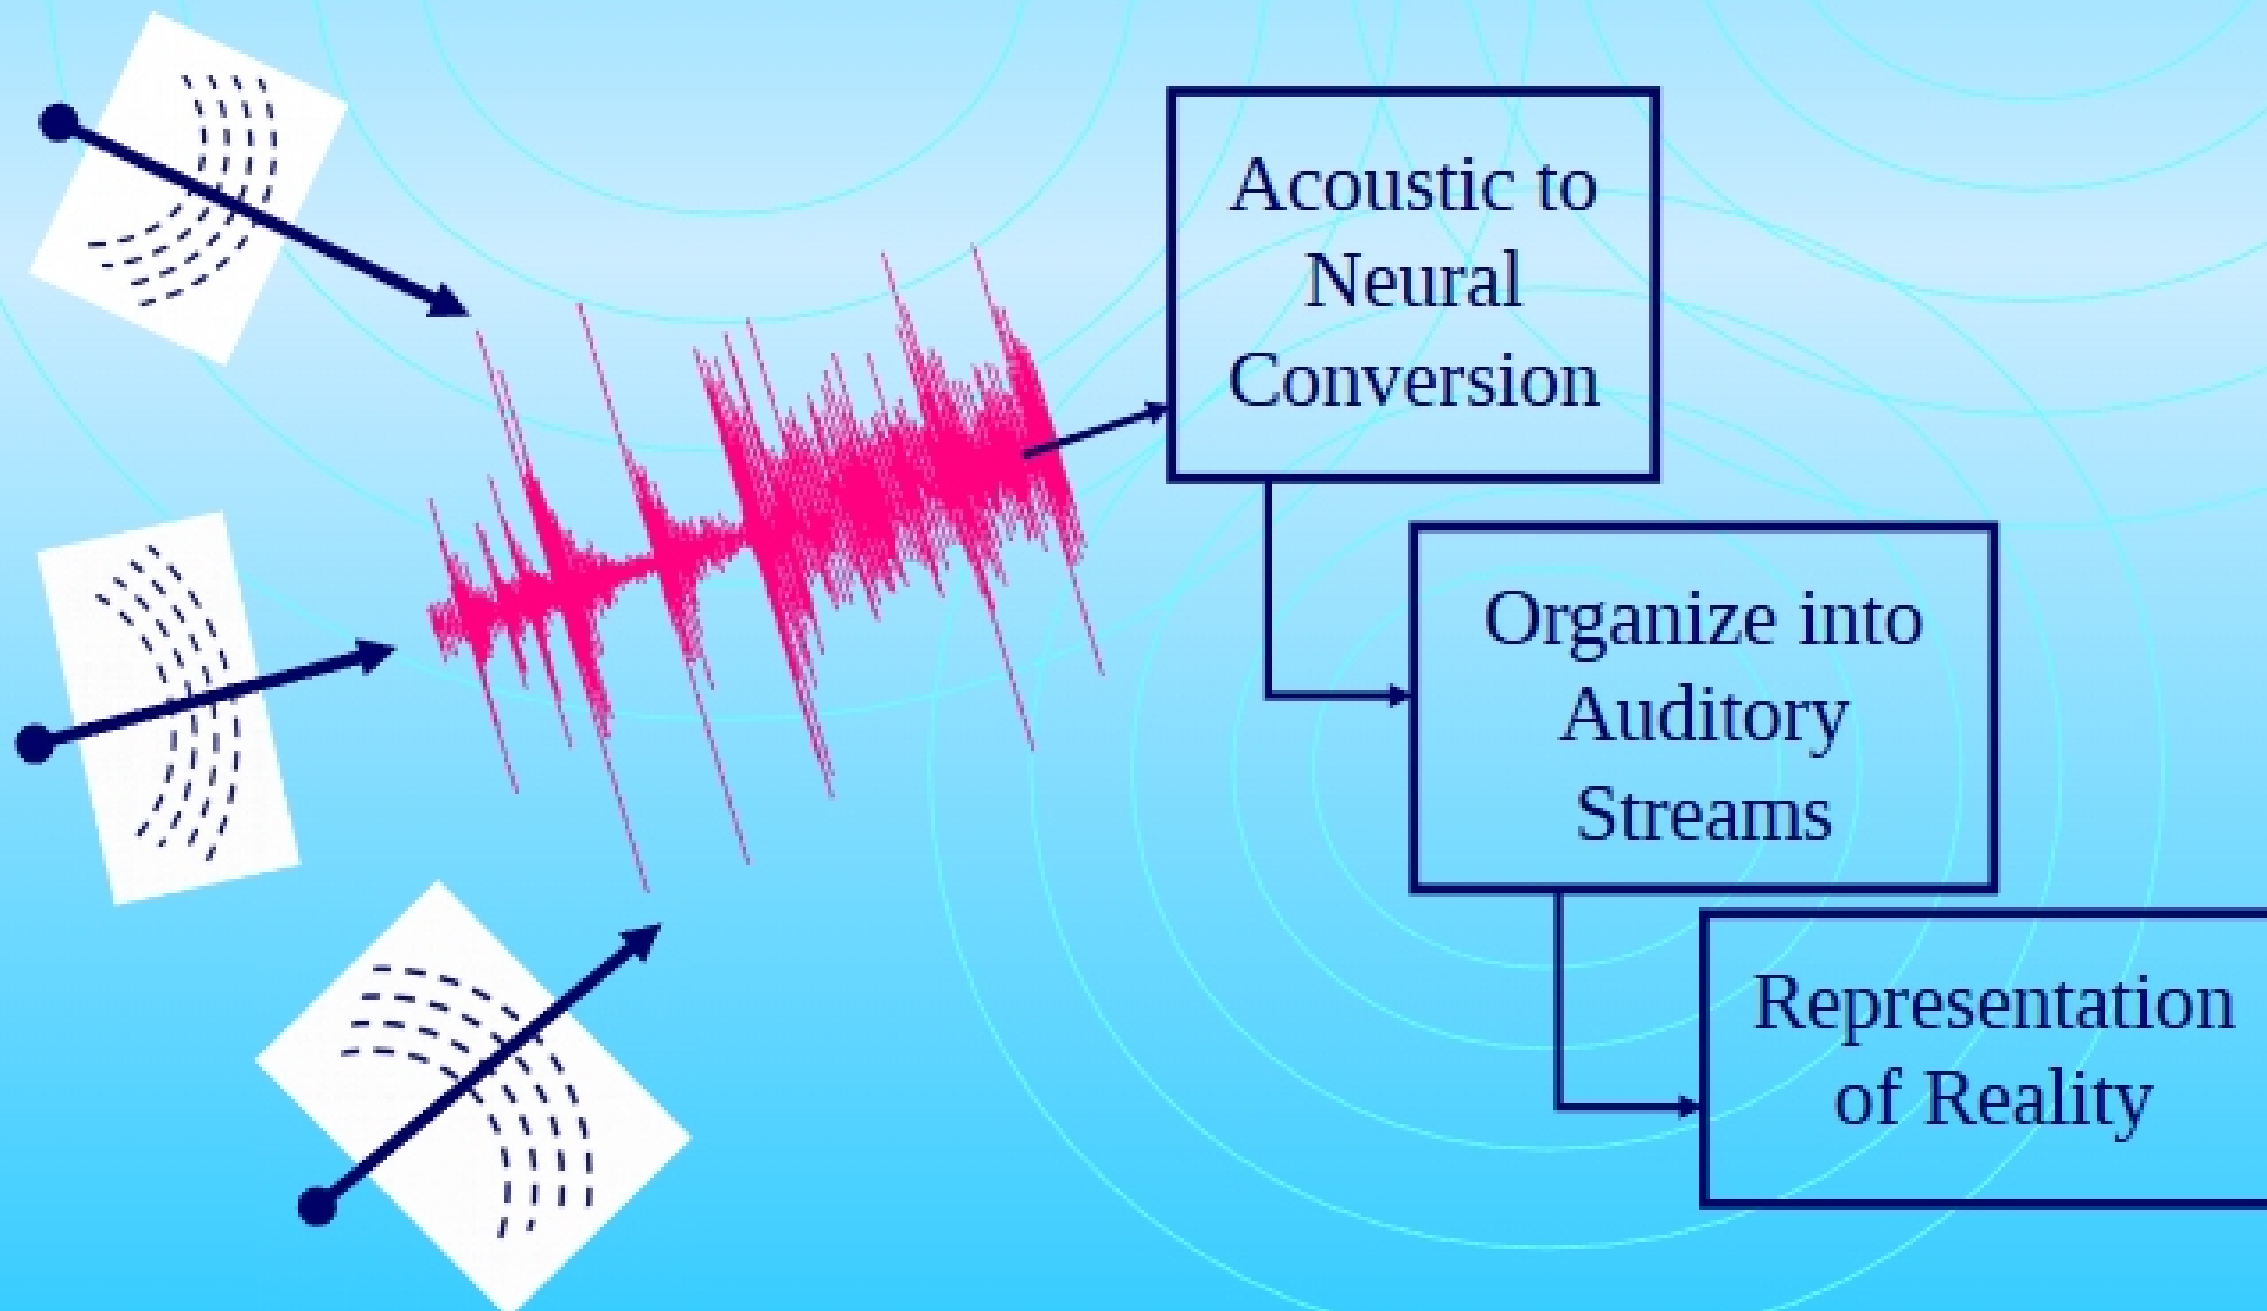 Acoustic to
Neural
Conversion
Organize into
Auditory
Streams
Representation
of Reality